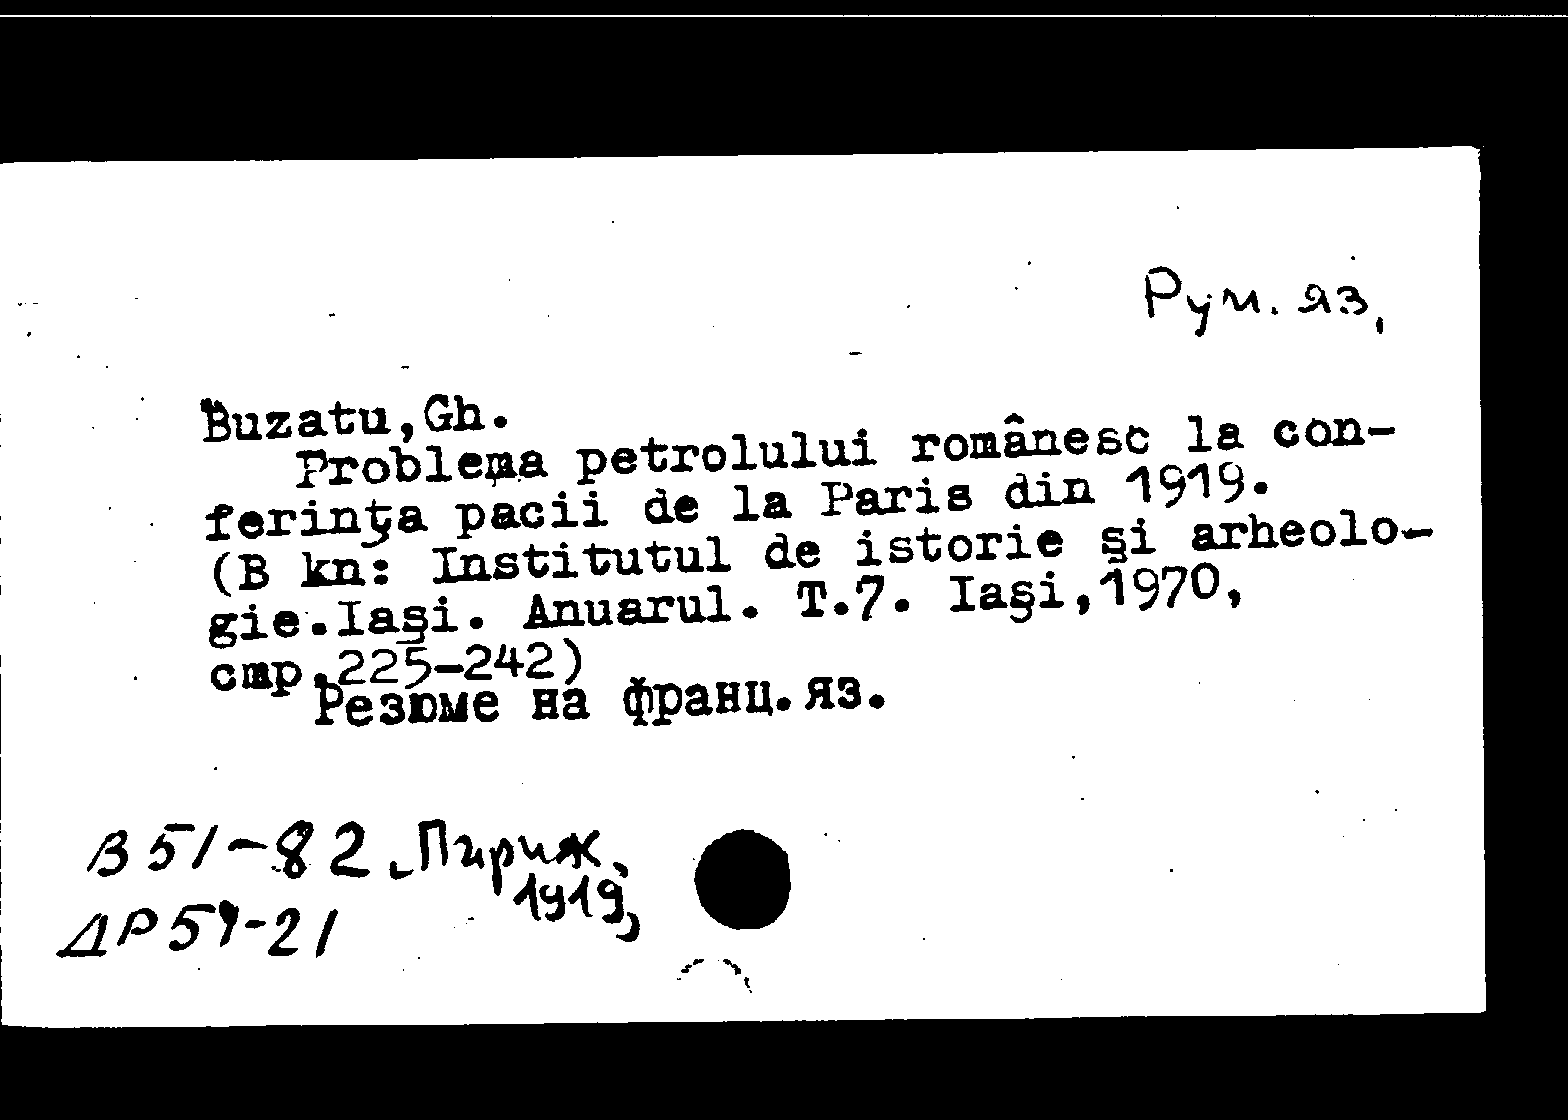 Рум. яз.
Buzatu,Gh.
Problema petrolului românesc la con-
ferinţa pacii de la Paris din 1919.
(B kn: Institutul de istorie şi arheolo-
gie.Iaşi. Anuarul. T.7. Iaşi,1970,
стр.225-242)
Резюме на франц.яз.
В 51-82 „Париж,
1919"
ДР 51-21